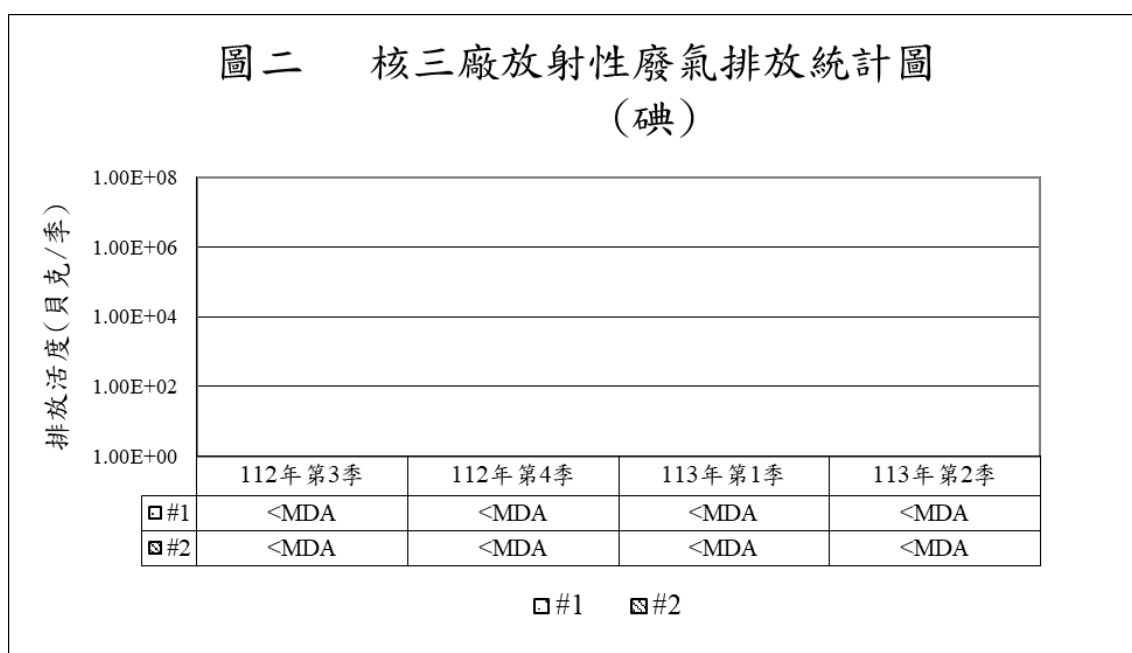 圖二 核三廠放射性廢氣排放統計圖
(碘)
排放活度(貝克/季)
1.00E+08
1.00E+06
1.00E+04
1.00E+02
1.00E+00
112年第3季 112年第4季 113年第1季 113年第2季
#1 <MDA <MDA <MDA <MDA
#2 <MDA <MDA <MDA <MDA
#1 #2